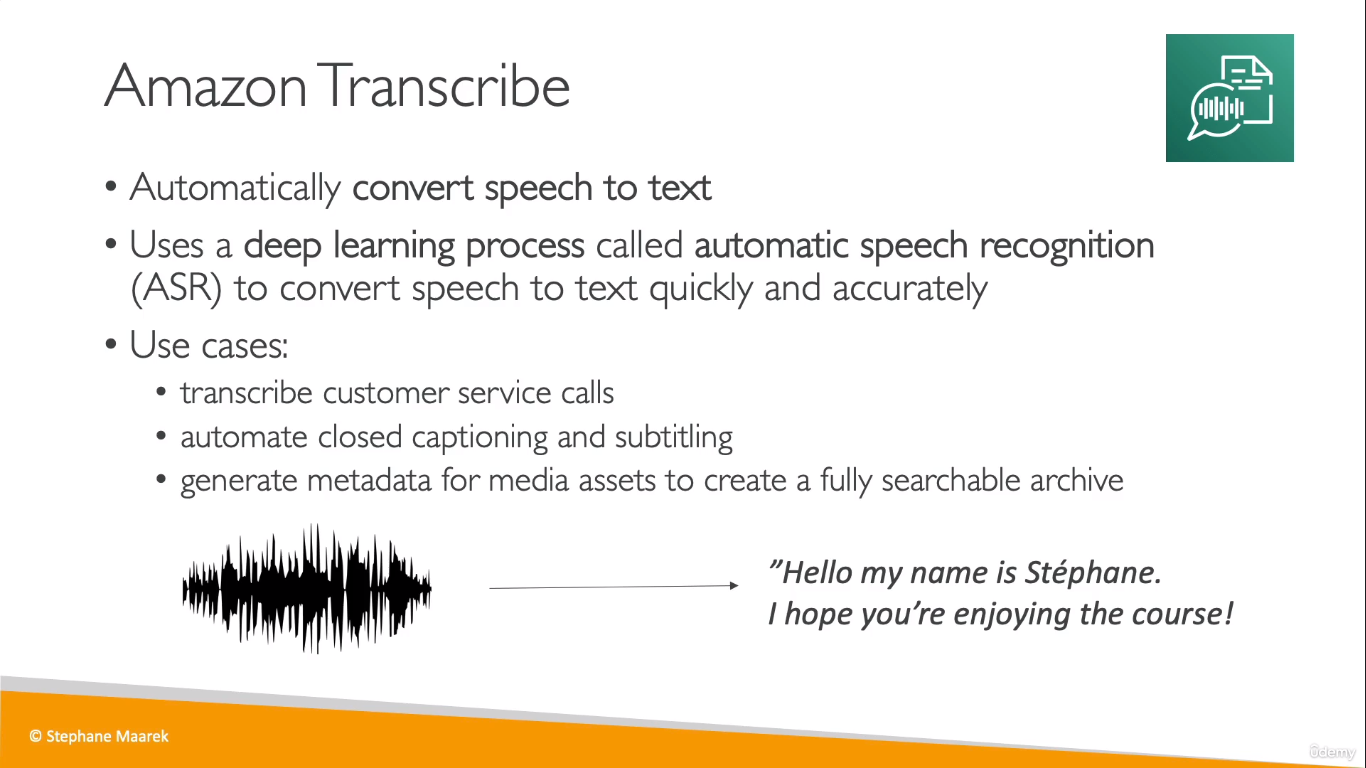 Amazon Transcribe
• Automatically convert speech to text
• Uses a deep learning process called automatic speech recognition
(ASR) to convert speech to text quickly and accurately
• Use cases:
• transcribe customer service calls
• automate closed captioning and subtitling
• generate metadata for media assets to create a fully searchable archive
”Hello my name is Stéphane.
I hope you’re enjoying the course!
© Stephane Maarek
ûdemy